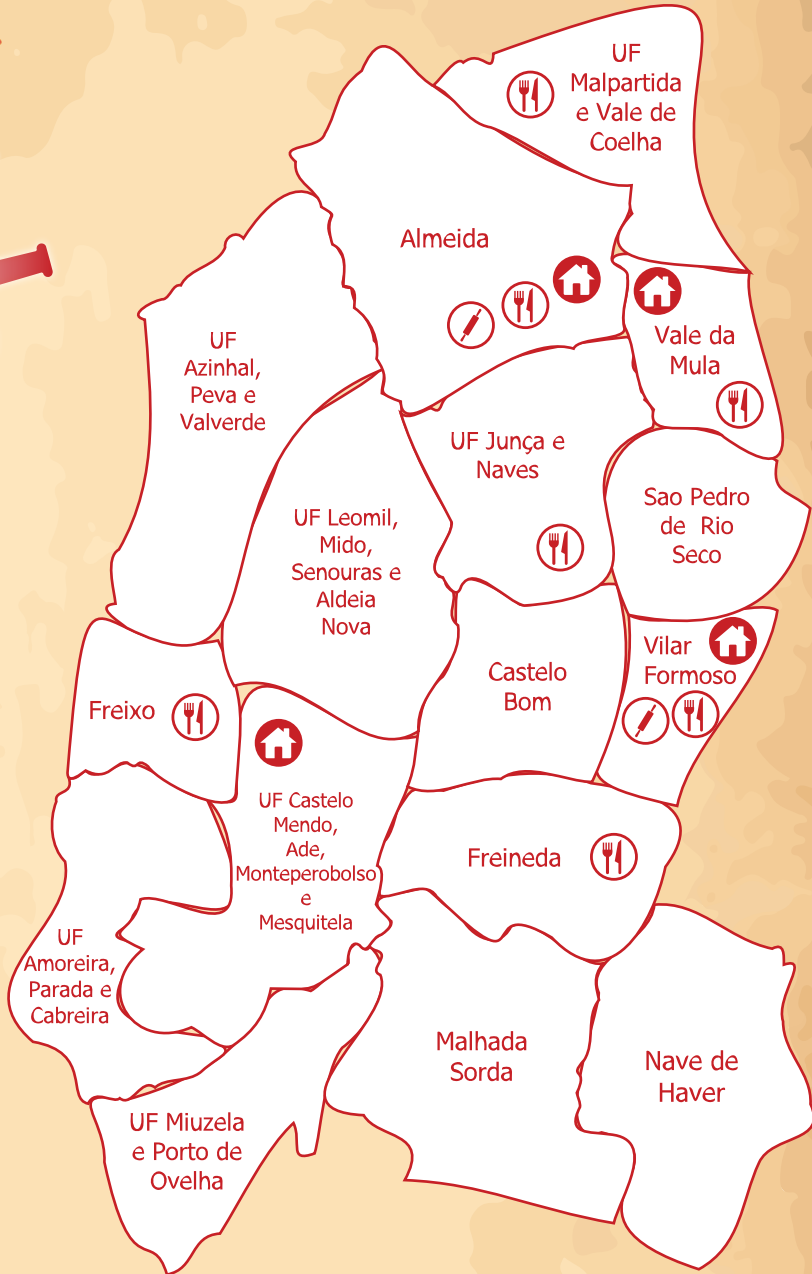 UF
Malpartida
e Vale de
Coelha
Almeida
UF
Azinhal,
Peva e
Valverde
Vale da
Mula
UF Junça e
Naves
Sao Pedro
de Rio
Seco
UF Leomil,
Mido,
Senouras e
Aldeia
Nova
Castelo
Bom
Vilar
Formoso
Freixo
UF Castelo
Mendo,
Ade,
Monteperobolso
e
Mesquitela
Freineda
UF
Amoreira,
Parada e
Cabreira
Malhada
Sorda
Nave de
Haver
UF Miuzela
e Porto de
Ovelha